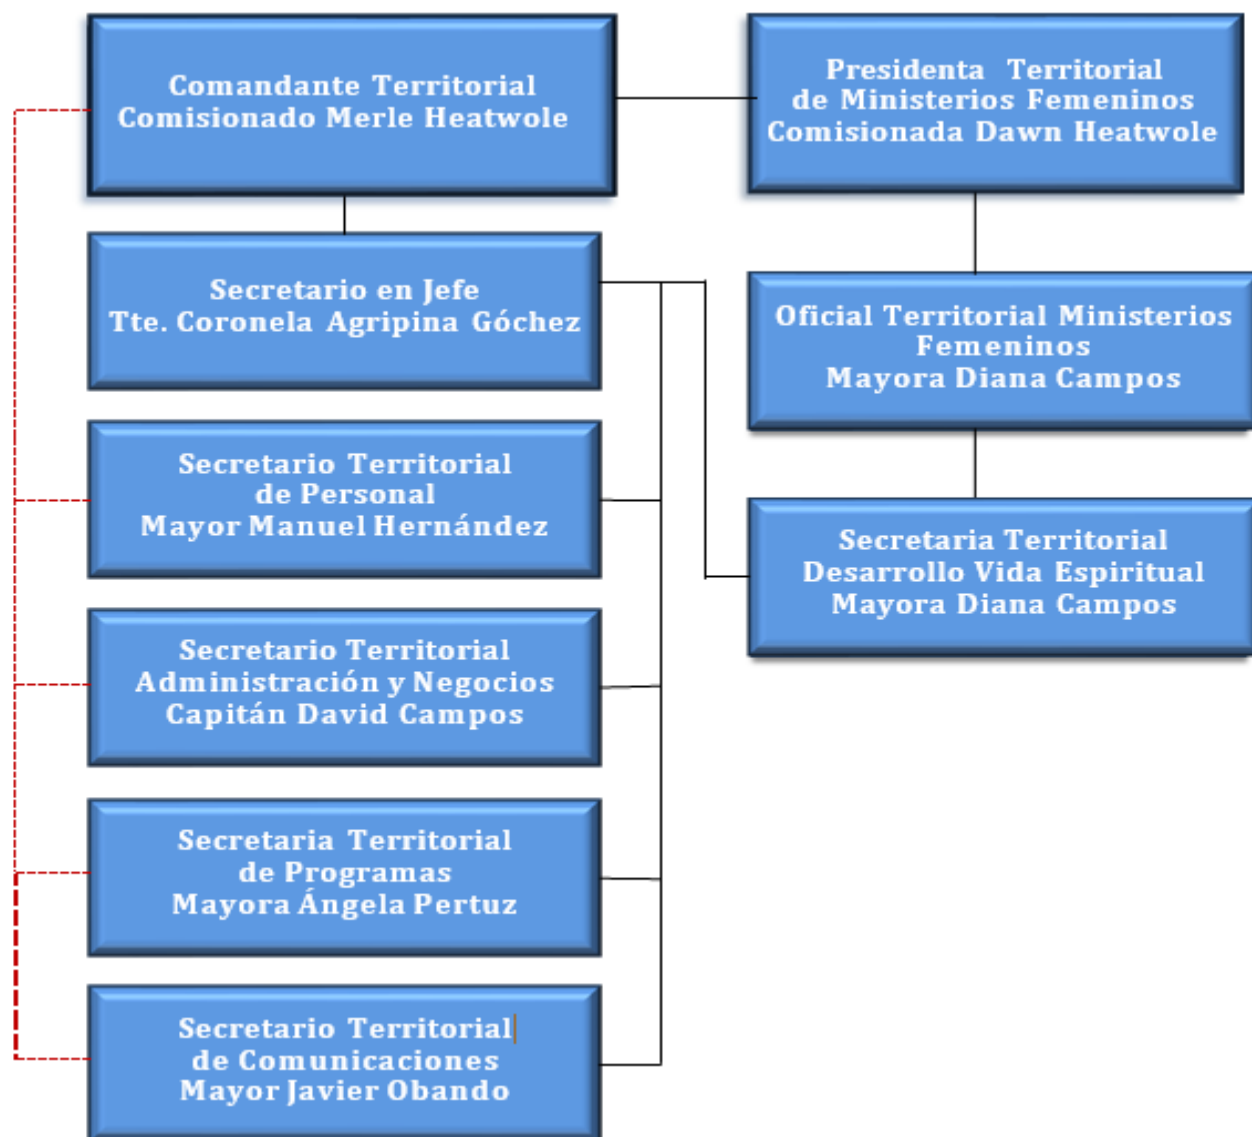 Comandante Territorial
Comisionado Merle Heatwole
Presidenta Territorial
de Ministerios Femeninos
Comisionada Dawn Heatwole
Secretario en Jefe
Tte. Coronela Agripina Góchez
Oficial Territorial Ministerios
Femeninos
Mayora Diana Campos
Secretario Territorial
de Personal
Mayor Manuel Hernández
Secretaria Territorial
Desarrollo Vida Espiritual
Mayora Diana Campos
Secretario Territorial
Administración y Negocios
Capitán David Campos
Secretaria Territorial
de Programas
Mayora Ángela Pertuz
Secretario Territorial
de Comunicaciones
Mayor Javier Obando